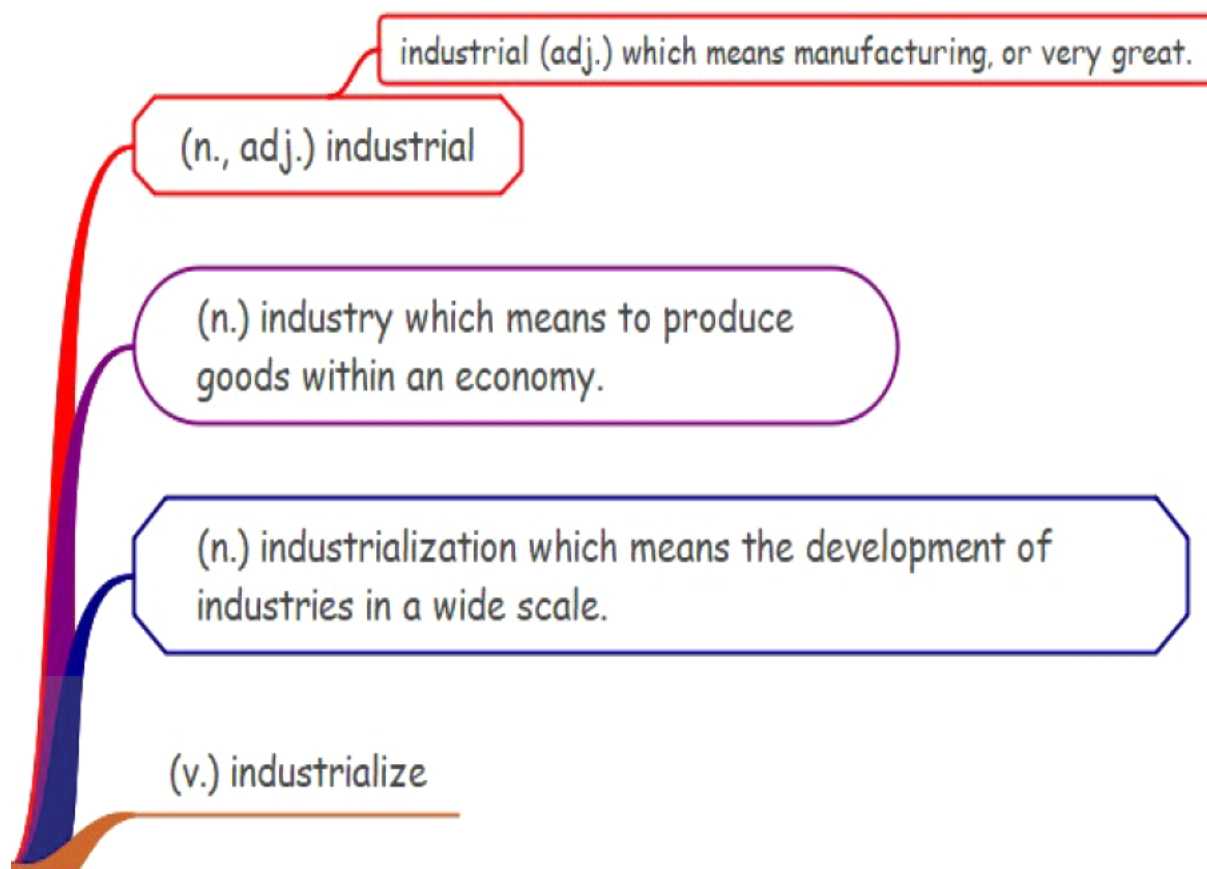 industrial (adj.) which means manufacturing, or very great.
(n., adj.) industrial
(n.) industry which means to produce
goods within an economy.
(n.) industrialization which means the development of
industries in a wide scale.
(v.) industrialize